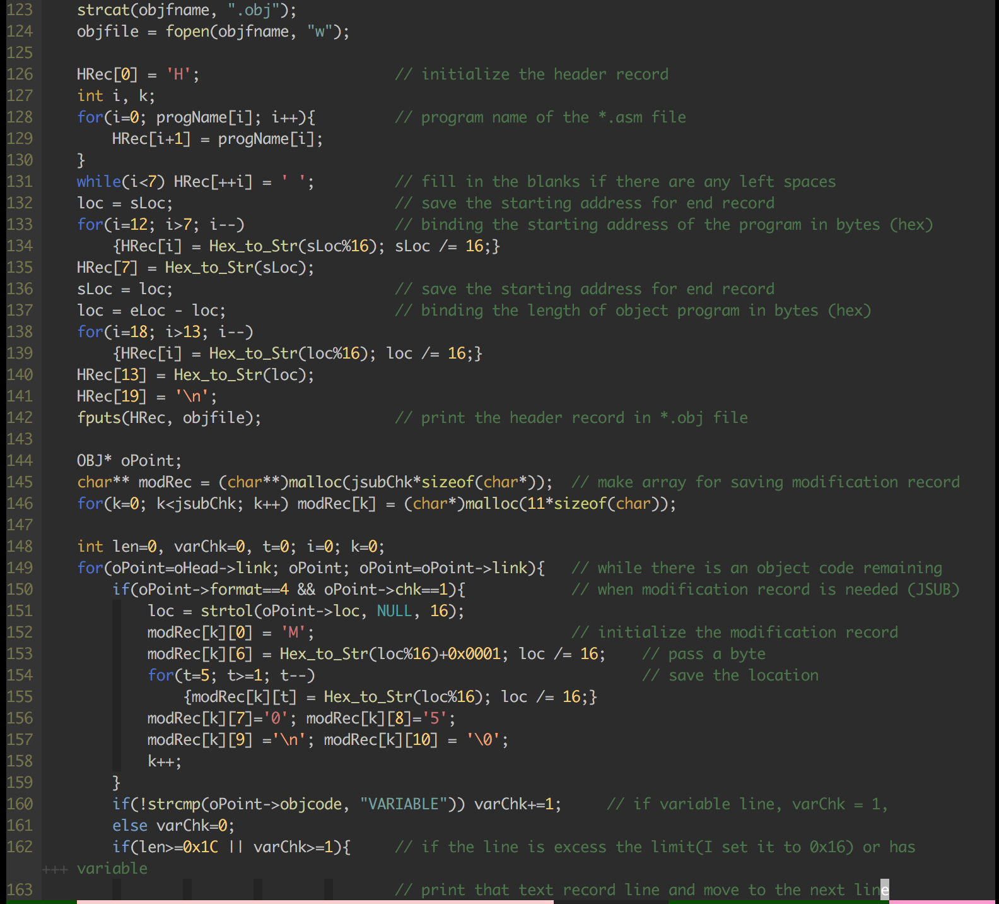 123     strcat(objfname, ".obj");
124     objfile = fopen(objfname, "w");
125
126     HRec[0] = 'H';                      // initialize the header record
127     int i, k;
128     for(i=0; progName[i]; i++){         // program name of the *.asm file
129         HRec[i+1] = progName[i];
130     }
131     while(i<7) HRec[++i] = ' ';         // fill in the blanks if there are any left spaces
132     loc = sLoc;                         // save the starting address for end record
133     for(i=12; i>7; i--)                 // binding the starting address of the program in bytes (hex)
134         {HRec[i] = Hex_to_Str(sLoc%16); sLoc /= 16;}
135     HRec[7] = Hex_to_Str(sLoc);
136     sLoc = loc;                         // save the starting address for end record
137     loc = eLoc - loc;                   // binding the length of object program in bytes (hex)
138     for(i=18; i>13; i--)
139         {HRec[i] = Hex_to_Str(loc%16); loc /= 16;}
140     HRec[13] = Hex_to_Str(loc);
141     HRec[19] = '\n';
142     fputs(HRec, objfile);               // print the header record in *.obj file
143
144     OBJ* oPoint;
145     char** modRec = (char**)malloc(jsubChk*sizeof(char*));  // make array for saving modification record
146     for(k=0; k<jsubChk; k++) modRec[k] = (char*)malloc(11*sizeof(char));
147
148     int len=0, varChk=0, t=0; i=0; k=0;
149     for(oPoint=oHead->link; oPoint; oPoint=oPoint->link){   // while there is an object code remaining
150         if(oPoint->format==4 && oPoint->chk==1){            // when modification record is needed (JSUB)
151             loc = strtol(oPoint->loc, NULL, 16);
152             modRec[k][0] = 'M';                             // initialize the modification record
153             modRec[k][6] = Hex_to_Str(loc%16)+0x0001; loc /= 16;    // pass a byte
154             for(t=5; t>=1; t--)                                     // save the location
155                 {modRec[k][t] = Hex_to_Str(loc%16); loc /= 16;}
156             modRec[k][7]='0'; modRec[k][8]='5';
157             modRec[k][9] ='\n'; modRec[k][10] = '\0';
158             k++;
159         }
160         if(!strcmp(oPoint->objcode, "VARIABLE")) varChk+=1;     // if variable line, varChk = 1,
161         else varChk=0;
162         if(len>=0x1C || varChk>=1){     // if the line is excess the limit(I set it to 0x16) or has
+++ variable
163                                         // print that text record line and move to the next line